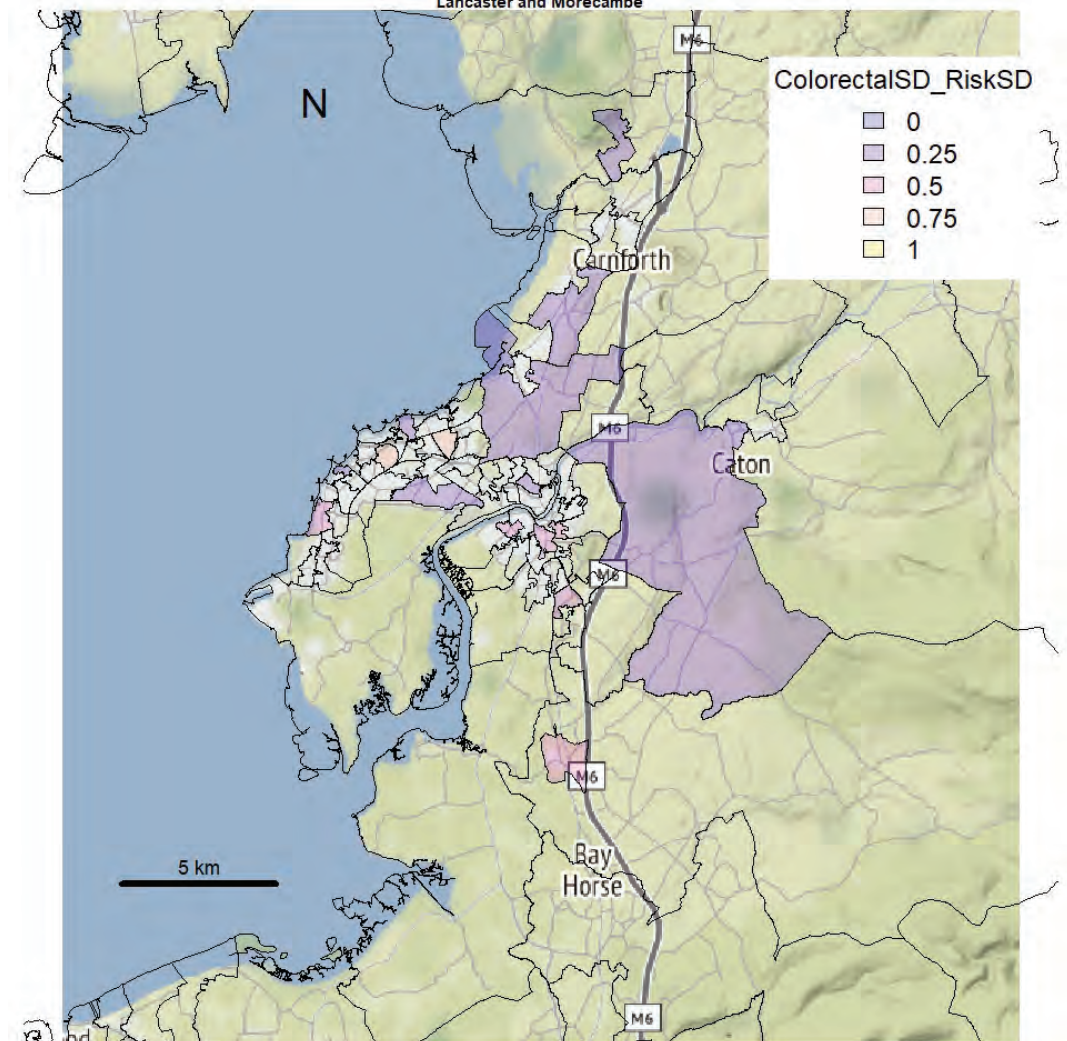 Lancaster and Morecambe
M6
N
ColorectalSD_RiskSD
0
0.25
0.5
0.75
1
Carnforth
M6
Caton
M6
M6
Bay
Horse
5 km
M6